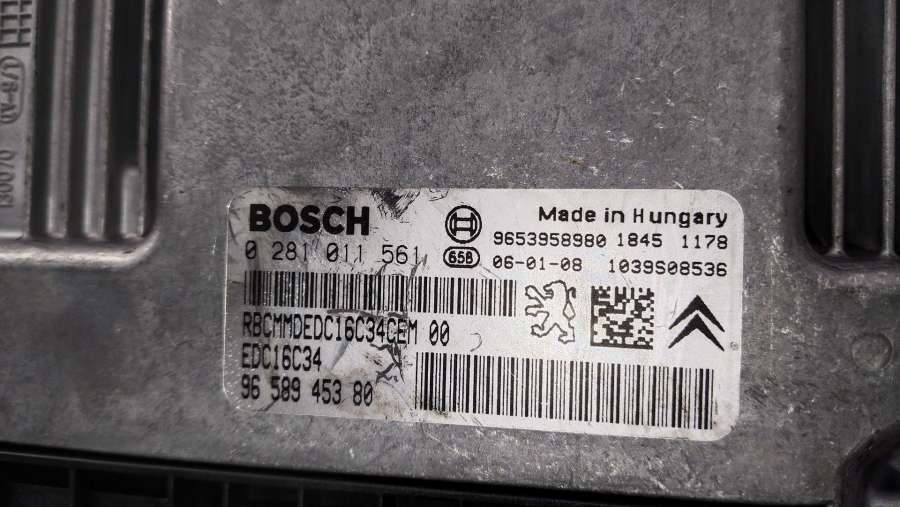 BOSCH
Made in Hungary
9653958980 1845 1178
0 281 011 561
65B 06-01-08 1039S08536
RBCMMDEDC16C34CEM 00
EDC16C34
96 589 453 80